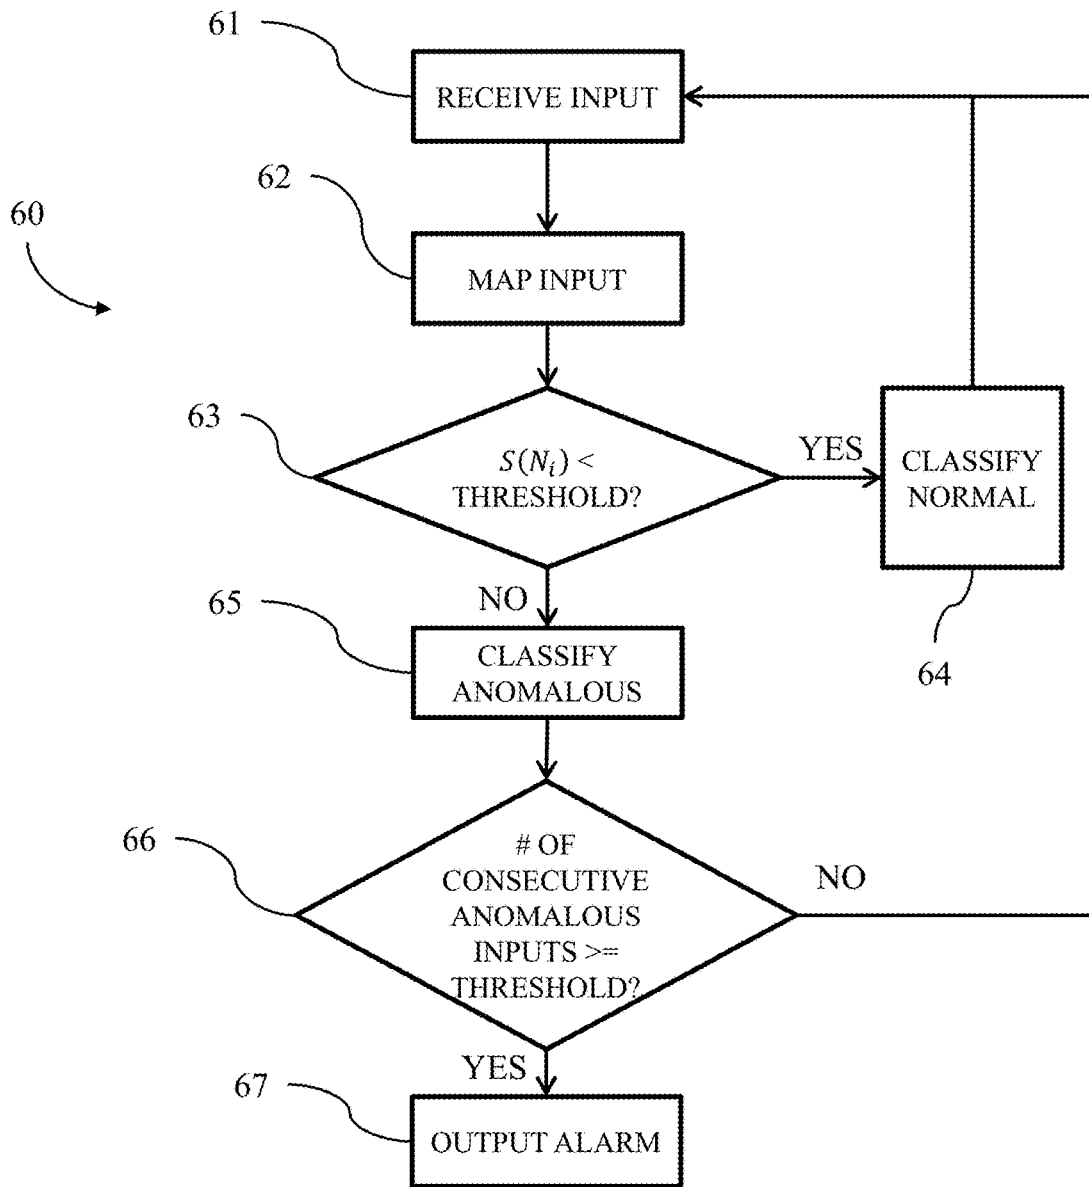 61
RECEIVE INPUT
62
60
MAP INPUT
63
S(Nᵢ) <
THRESHOLD?
YES
CLASSIFY
NORMAL
NO
65
CLASSIFY
ANOMALOUS
64
66
# OF
CONSECUTIVE
ANOMALOUS
INPUTS >=
THRESHOLD?
NO
YES
67
OUTPUT ALARM